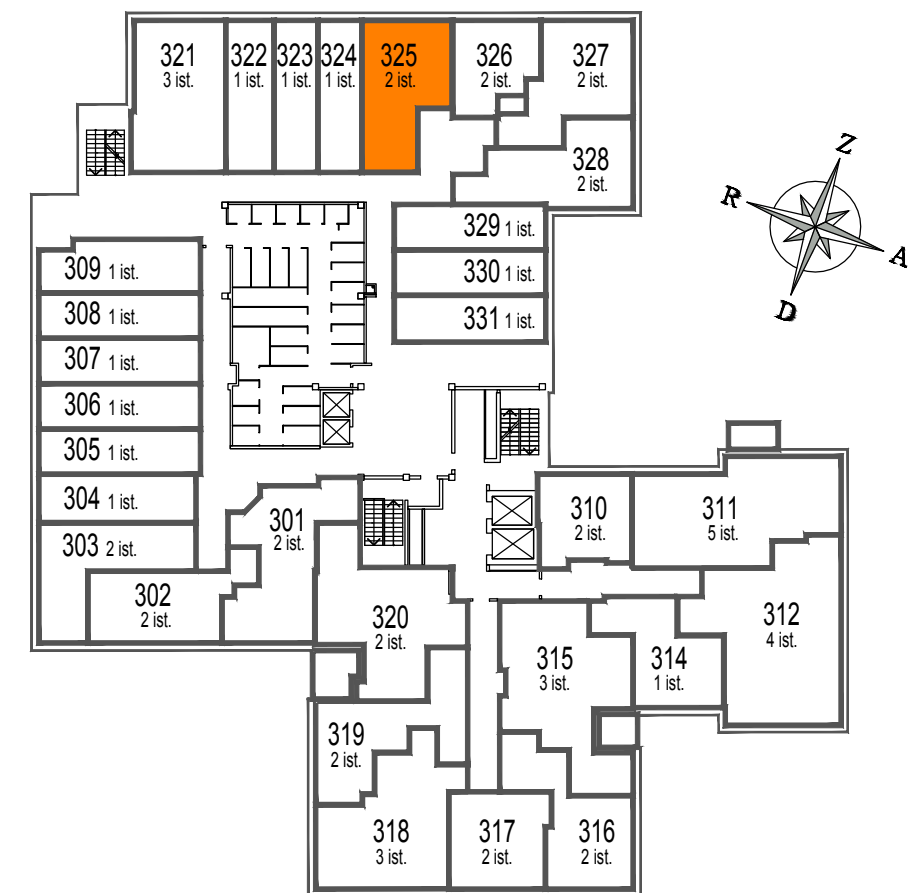 321
3 ist.
322
1 ist.
323
1 ist.
324
1 ist.
325
2 ist.
326
2 ist.
327
2 ist.
328
2 ist.
Z
R
A
D
329 1 ist.
330 1 ist.
331 1 ist.
309 1 ist.
308 1 ist.
307 1 ist.
306 1 ist.
305 1 ist.
304 1 ist.
303 2 ist.
301
2 ist.
302
2 ist.
310
2 ist.
311
5 ist.
312
4 ist.
320
2 ist.
315
3 ist.
314
1 ist.
319
2 ist.
318
3 ist.
317
2 ist.
316
2 ist.